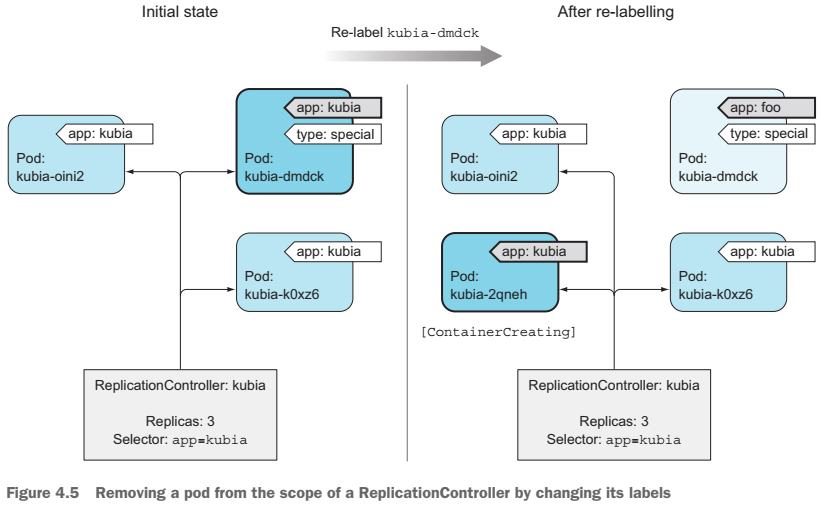 Initial state
Re-label kubia-dmdck
After re-labelling
app: kubia
type: special
Pod:
kubia-dmdck
app: kubia
Pod:
kubia-oini2
app: kubia
Pod:
kubia-k0xz6
ReplicationController: kubia
Replicas: 3
Selector: app=kubia
app: kubia
Pod:
kubia-oini2
app: foo
type: special
Pod:
kubia-dmdck
app: kubia
Pod:
kubia-2qneh
[ContainerCreating]
app: kubia
Pod:
kubia-k0xz6
ReplicationController: kubia
Replicas: 3
Selector: app=kubia
Figure 4.5 Removing a pod from the scope of a ReplicationController by changing its labels